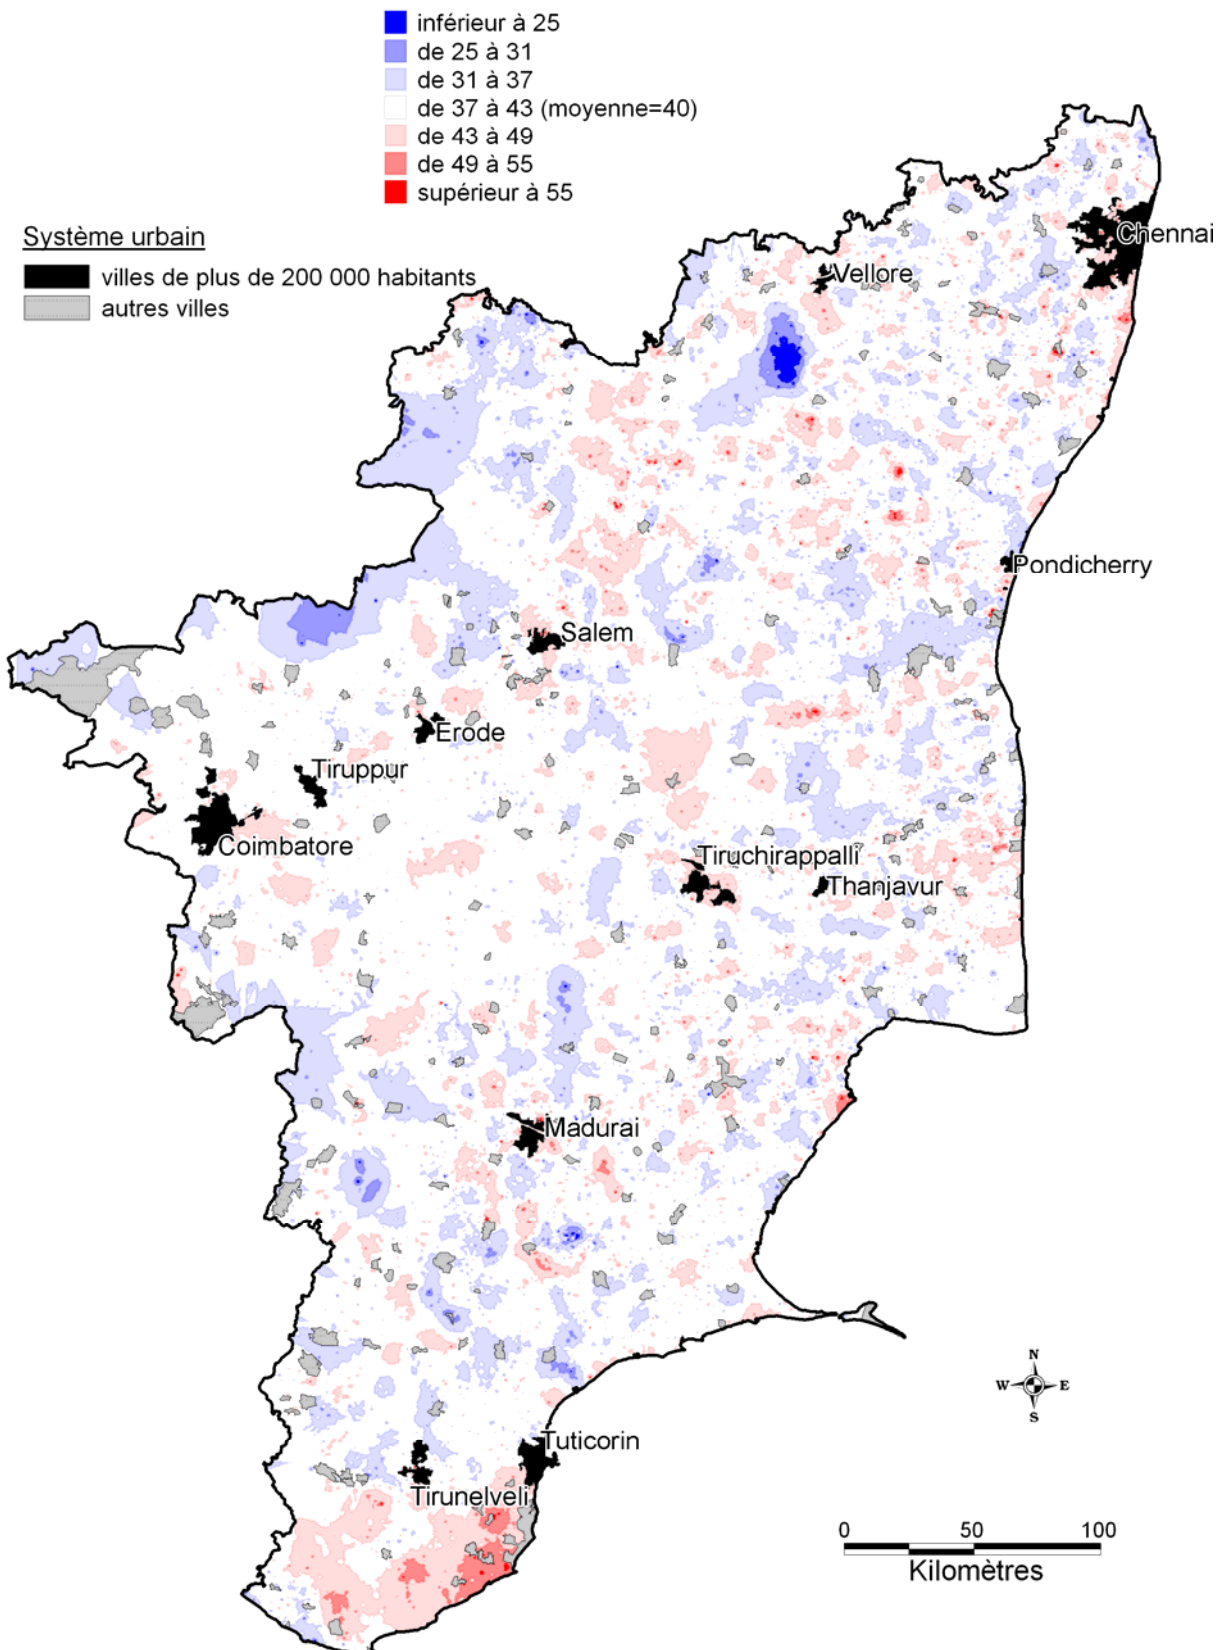 inférieur à 25
de 25 à 31
de 31 à 37
de 37 à 43 (moyenne=40)
de 43 à 49
de 49 à 55
supérieur à 55
Système urbain
villes de plus de 200 000 habitants
autres villes
Chennai
Vellore
Pondicherry
Salem
Erode
Tiruppur
Coimbatore
Tiruchirappalli
Thanjavur
Madurai
N
W E
S
Tuticorin
Tirunelveli
0 50 100
Kilomètres